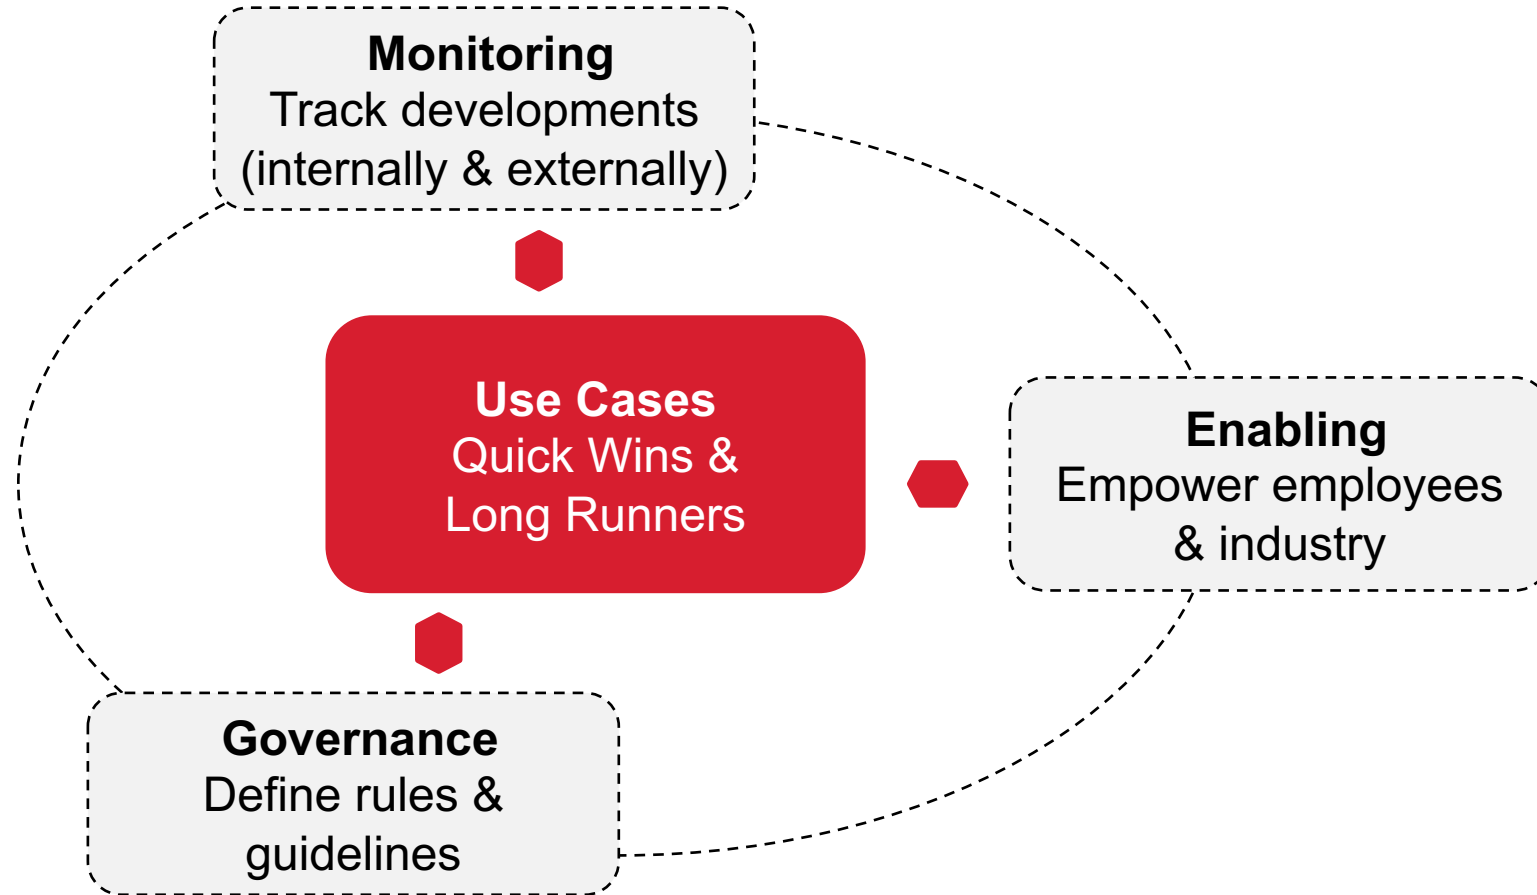 Monitoring
Track developments
(internally & externally)
Use Cases
Quick Wins &
Long Runners
Enabling
Empower employees
& industry
Governance
Define rules &
guidelines